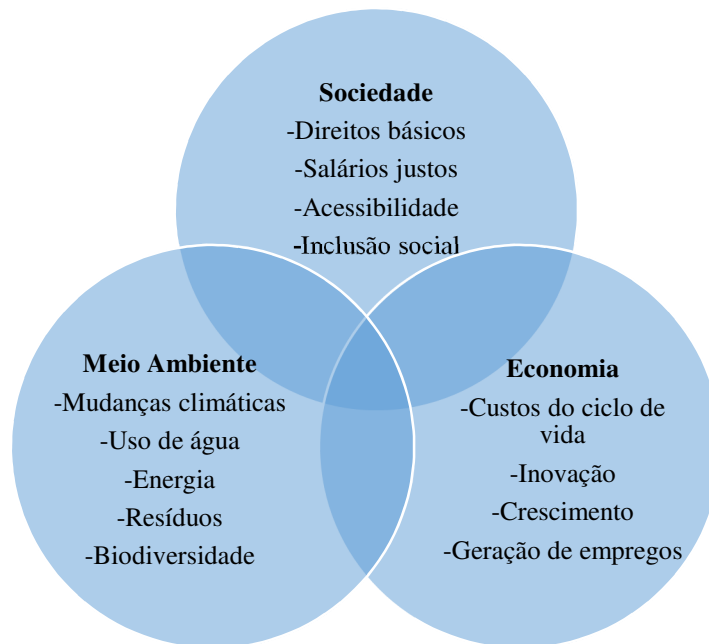 Sociedade
-Direitos básicos
-Salários justos
-Acessibilidade
-Inclusão social
Meio Ambiente
-Mudanças climáticas
-Uso de água
-Energia
-Resíduos
-Biodiversidade
Economia
-Custos do ciclo de
vida
-Inovação
-Crescimento
-Geração de empregos